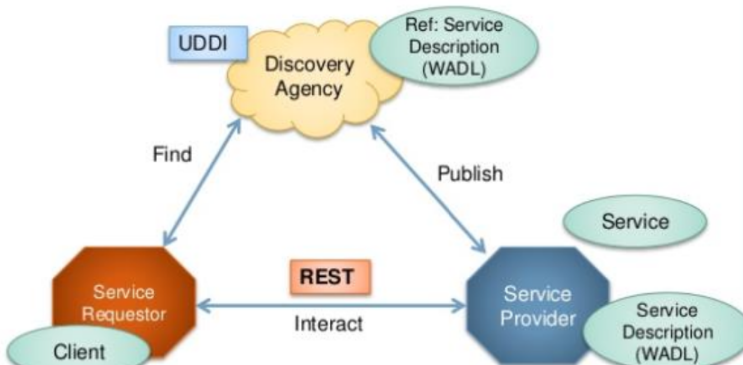 UDDI
Discovery
Agency
Ref: Service
Description
(WADL)
Find
Publish
Service
REST
Interact
Service
Requestor
Client
Service
Provider
Service
Description
(WADL)